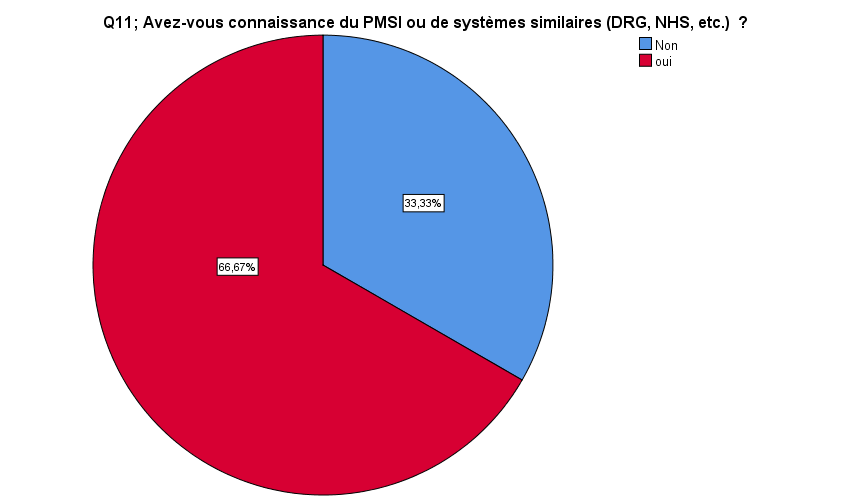 Q11; Avez-vous connaissance du PMSI ou de systèmes similaires (DRG, NHS, etc.)  ?
Non
oui
33,33%
66,67%